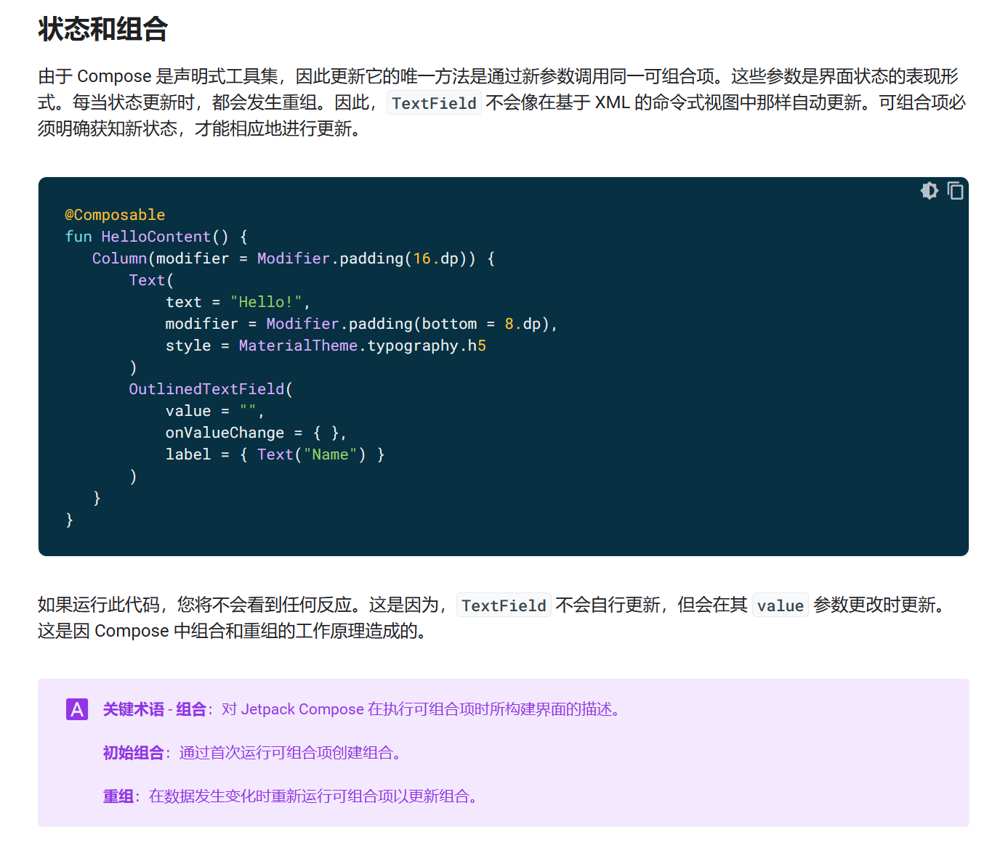 状态和组合
由于 Compose 是声明式工具集，因此更新它的唯一方法是通过新参数调用同一可组合项。这些参数是界面状态的表现形
式。每当状态更新时，都会发生重组。因此， TextField 不会像在基于 XML 的命令式视图中那样自动更新。可组合项必
须明确获知新状态，才能相应地进行更新。
@Composable
fun HelloContent() {
   Column(modifier = Modifier.padding(16.dp)) {
       Text(
           text = "Hello!",
           modifier = Modifier.padding(bottom = 8.dp),
           style = MaterialTheme.typography.h5
       )
       OutlinedTextField(
           value = "",
           onValueChange = { },
           label = { Text("Name") }
       )
   }
}
如果运行此代码，您将不会看到任何反应。这是因为， TextField 不会自行更新，但会在其 value 参数更改时更新。
这是因 Compose 中组合和重组的工作原理造成的。
A 关键术语 - 组合：对 Jetpack Compose 在执行可组合项时所构建界面的描述。
初始组合：通过首次运行可组合项创建组合。
重组：在数据发生变化时重新运行可组合项以更新组合。